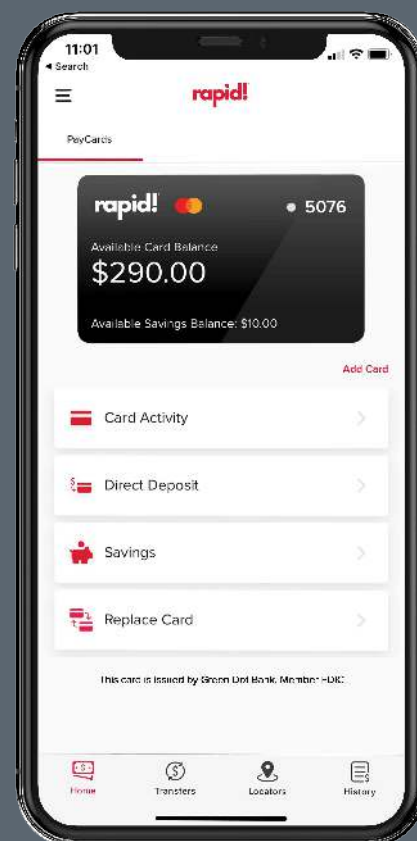 11:01
◀ Search
rapid!
PayCards
rapid!
5076
Available Card Balance
$290.00
Available Savings Balance: $10.00
Add Card
Card Activity
Direct Deposit
Savings
Replace Card
This card is issued by Green Dot Bank, Member FDIC
Home
Transfers
Locators
History